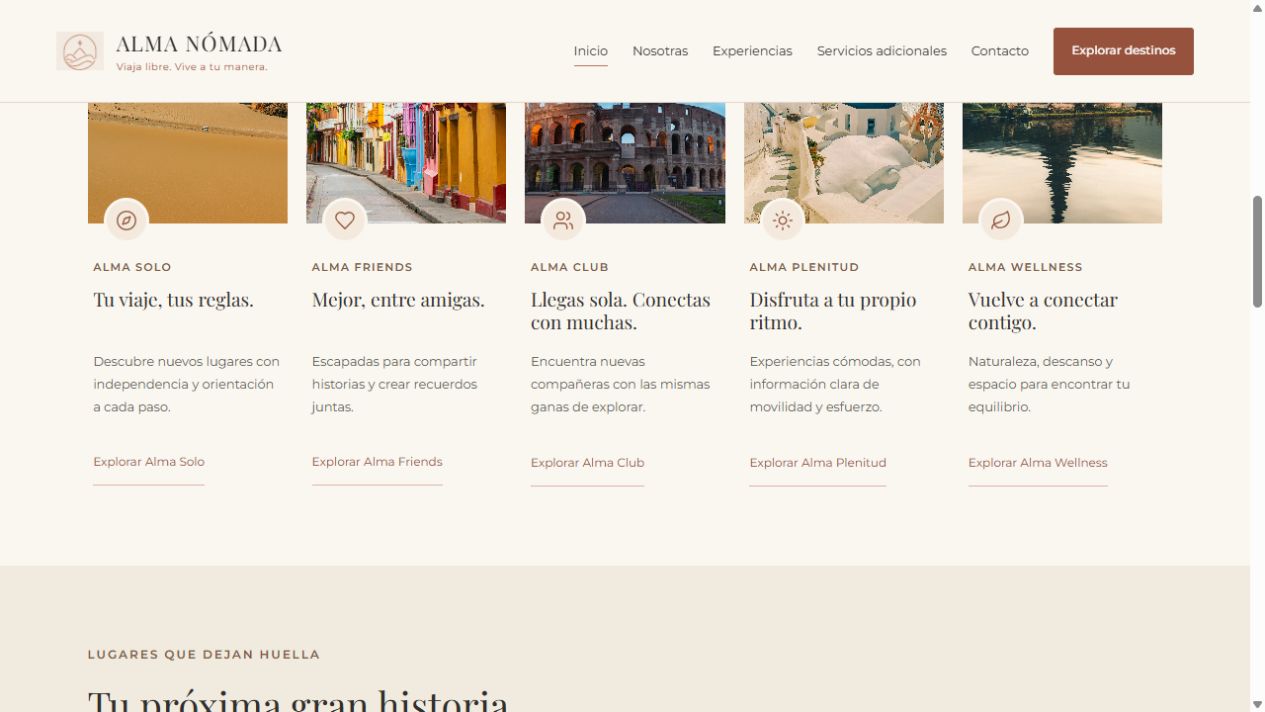 ALMA NÓMADA
Viaja libre. Vive a tu manera.
Inicio
Nosotras
Experiencias
Servicios adicionales
Contacto
Explorar destinos
ALMA SOLO
Tu viaje, tus reglas.
Descubre nuevos lugares con
independencia y orientación
a cada paso.
Explorar Alma Solo
ALMA FRIENDS
Mejor, entre amigas.
Escapadas para compartir
historias y crear recuerdos
juntas.
Explorar Alma Friends
ALMA CLUB
Llegas sola. Conectas
con muchas.
Encuentra nuevas
compañeras con las mismas
ganas de explorar.
Explorar Alma Club
ALMA PLENITUD
Disfruta a tu propio
ritmo.
Experiencias cómodas, con
información clara de
movilidad y esfuerzo.
Explorar Alma Plenitud
ALMA WELLNESS
Vuelve a conectar
contigo.
Naturaleza, descanso y
espacio para encontrar tu
equilibrio.
Explorar Alma Wellness
LUGARES QUE DEJAN HUELLA
Tu próxima gran historia